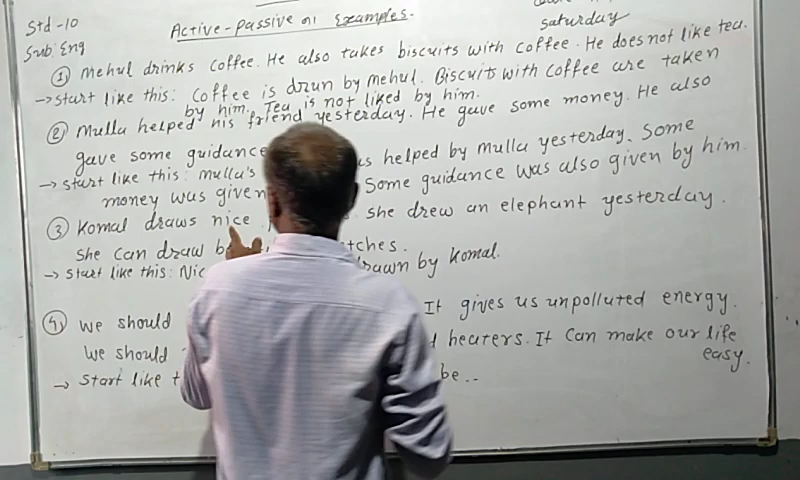 Std-10
Sub: Eng
Active-passive Examples.
Saturday
① Mehul drinks coffee. He also takes biscuits with coffee. He does not like tea.
→ Start like this: Coffee is drun by Mehul. Biscuits with coffee are taken
by him. Tea is not liked by him.
② Mulla helped his friend yesterday. He gave some money. He also
gave some guidance
→ Start like this: Mulla's helped by Mulla yesterday. Some
money was given Some guidance was also given by him.
③ Komal draws nice She drew an elephant yesterday.
She can draw
→ Start like this: drawn by Komal.
④ We should It gives us unpolluted energy.
We should heaters. It can make our life
easy.
→ Start like be..